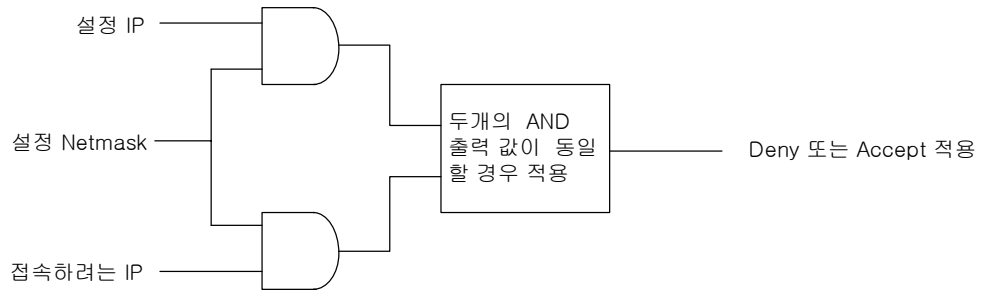 설정 IP
설정 Netmask
접속하려는 IP
두개의 AND
출력 값이 동일
할 경우 적용
Deny 또는 Accept 적용